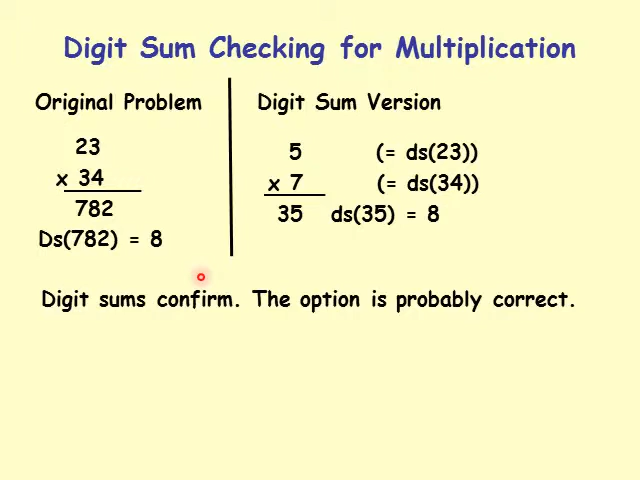 Digit Sum Checking for Multiplication
Original Problem
23
x 34
782
Ds(782) = 8
Digit Sum Version
5 (= ds(23))
x 7 (= ds(34))
35 ds(35) = 8
Digit sums confirm. The option is probably correct.